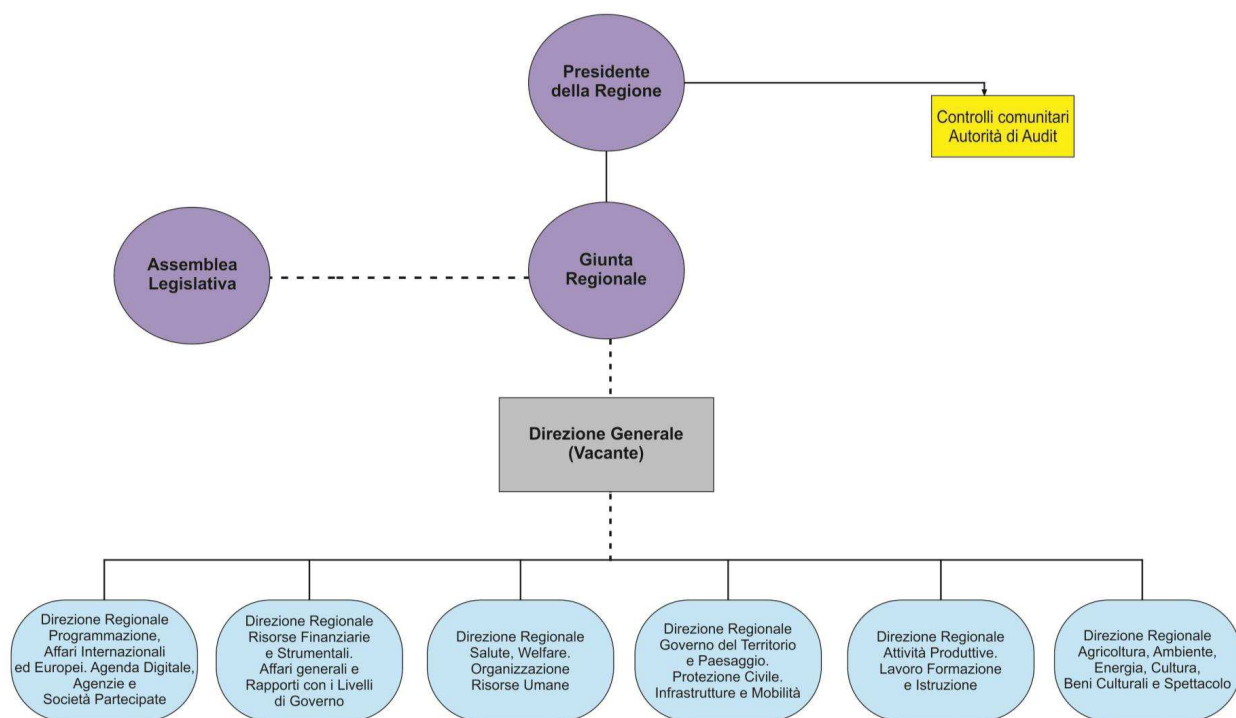 Presidente
della Regione
Controlli comunitari
Autorità di Audit
Assemblea
Legislativa
Giunta
Regionale
Direzione Generale
(Vacante)
Direzione Regionale
Programmazione,
Affari Internazionali
ed Europei. Agenda Digitale,
Agenzie e
Società Partecipate
Direzione Regionale
Risorse Finanziarie
e Strumentali.
Affari generali e
Rapporti con i Livelli
di Governo
Direzione Regionale
Salute, Welfare.
Organizzazione
Risorse Umane
Direzione Regionale
Governo del Territorio
e Paesaggio.
Protezione Civile.
Infrastrutture e Mobilità
Direzione Regionale
Attività Produttive.
Lavoro Formazione
e Istruzione
Direzione Regionale
Agricoltura, Ambiente,
Energia, Cultura,
Beni Culturali e Spettacolo